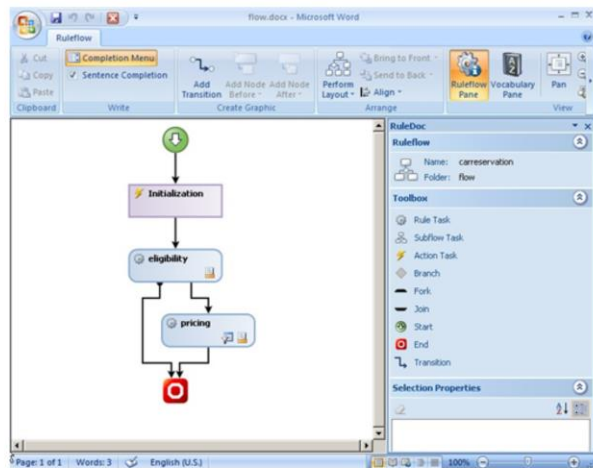 flow.docx - Microsoft Word
Ruleflow
Cut
Copy
Paste
Clipboard
Completion Menu
Sentence Completion
Write
Add Transition
Add Node Before
Add Node After
Create Graphic
Perform Layout
Bring to Front
Send to Back
Align
Arrange
Ruleflow Pane
Vocabulary Pane
Pan
View
Initialization
eligibility
pricing
RuleDoc
Ruleflow
Name: carreservation
Folder: flow
Toolbox
Rule Task
Subflow Task
Action Task
Branch
Fork
Join
Start
End
Transition
Selection Properties
Page: 1 of 1 Words: 3 English (U.S.) 100%